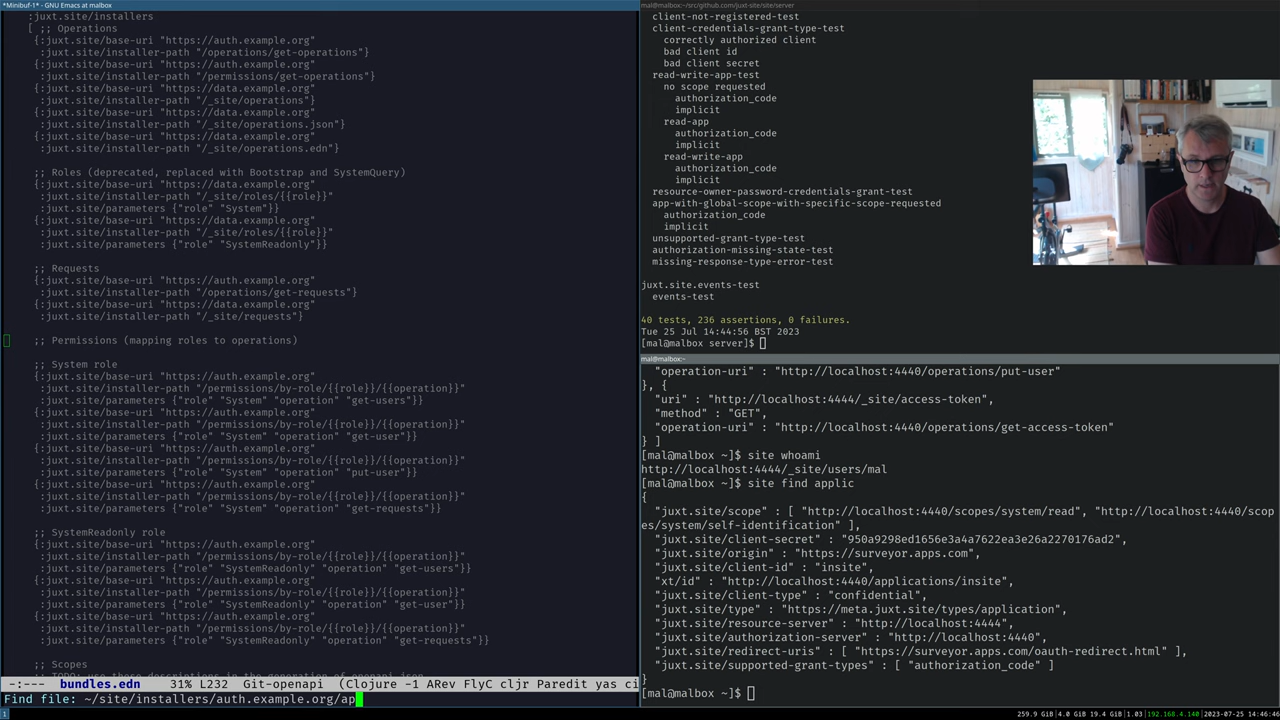 *Minibuf-1* - GNU Emacs at malbox
:juxt.site/installers
[ ;; Operations
{:juxt.site/base-uri "https://auth.example.org"
:juxt.site/installer-path "/operations/get-operations"}
{:juxt.site/base-uri "https://auth.example.org"
:juxt.site/installer-path "/permissions/get-operations"}
{:juxt.site/base-uri "https://data.example.org"
:juxt.site/installer-path "/_site/operations"}
{:juxt.site/base-uri "https://data.example.org"
:juxt.site/installer-path "/_site/operations.json"}
{:juxt.site/base-uri "https://data.example.org"
:juxt.site/installer-path "/_site/operations.edn"}
;; Roles (deprecated, replaced with Bootstrap and SystemQuery)
{:juxt.site/base-uri "https://data.example.org"
:juxt.site/installer-path "/_site/roles/{{role}}"
:juxt.site/parameters {"role" "System"}}
{:juxt.site/base-uri "https://data.example.org"
:juxt.site/installer-path "/_site/roles/{{role}}"
:juxt.site/parameters {"role" "SystemReadonly"}}
;; Requests
{:juxt.site/base-uri "https://auth.example.org"
:juxt.site/installer-path "/operations/get-requests"}
{:juxt.site/base-uri "https://data.example.org"
:juxt.site/installer-path "/_site/requests"}
;; Permissions (mapping roles to operations)
;; System role
{:juxt.site/base-uri "https://auth.example.org"
:juxt.site/installer-path "/permissions/by-role/{{role}}/{{operation}}"
:juxt.site/parameters {"role" "System" "operation" "get-users"}}
{:juxt.site/base-uri "https://auth.example.org"
:juxt.site/installer-path "/permissions/by-role/{{role}}/{{operation}}"
:juxt.site/parameters {"role" "System" "operation" "get-user"}}
{:juxt.site/base-uri "https://auth.example.org"
:juxt.site/installer-path "/permissions/by-role/{{role}}/{{operation}}"
:juxt.site/parameters {"role" "System" "operation" "put-user"}}
{:juxt.site/base-uri "https://auth.example.org"
:juxt.site/installer-path "/permissions/by-role/{{role}}/{{operation}}"
:juxt.site/parameters {"role" "System" "operation" "get-requests"}}
;; SystemReadonly role
{:juxt.site/base-uri "https://auth.example.org"
:juxt.site/installer-path "/permissions/by-role/{{role}}/{{operation}}"
:juxt.site/parameters {"role" "SystemReadonly" "operation" "get-users"}}
{:juxt.site/base-uri "https://auth.example.org"
:juxt.site/installer-path "/permissions/by-role/{{role}}/{{operation}}"
:juxt.site/parameters {"role" "SystemReadonly" "operation" "get-user"}}
{:juxt.site/base-uri "https://auth.example.org"
:juxt.site/installer-path "/permissions/by-role/{{role}}/{{operation}}"
:juxt.site/parameters {"role" "SystemReadonly" "operation" "get-requests"}}
;; Scopes
-:--- bundles.edn 31% L232 Git-openapi (Clojure -1 ARev FlyC cljr Paredit yas ci
Find file: ~/site/installers/auth.example.org/ap
mal@malbox:~/src/github.com/juxt-site/site/server
client-not-registered-test
client-credentials-grant-type-test
correctly authorized client
bad client id
bad client secret
read-write-app-test
no scope requested
authorization_code
implicit
read-app
authorization_code
implicit
read-write-app
authorization_code
implicit
resource-owner-password-credentials-grant-test
app-with-global-scope-with-specific-scope-requested
authorization_code
implicit
unsupported-grant-type-test
authorization-missing-state-test
missing-response-type-error-test
juxt.site.events-test
events-test
40 tests, 236 assertions, 0 failures.
Tue 25 Jul 14:44:56 BST 2023
[mal@malbox server]$
mal@malbox:~
"operation-uri" : "http://localhost:4440/operations/put-user"
}, {
"uri" : "http://localhost:4444/_site/access-token",
"method" : "GET",
"operation-uri" : "http://localhost:4440/operations/get-access-token"
} ]
[mal@malbox ~]$ site whoami
http://localhost:4444/_site/users/mal
[mal@malbox ~]$ site find applic
{
"juxt.site/scope" : [ "http://localhost:4440/scopes/system/read", "http://localhost:4440/scop
es/system/self-identification" ],
"juxt.site/client-secret" : "950a9298ed1656e3a4a7622ea3e26a2270176ad2",
"juxt.site/origin" : "https://surveyor.apps.com",
"juxt.site/client-id" : "insite",
"xt/id" : "http://localhost:4440/applications/insite",
"juxt.site/client-type" : "confidential",
"juxt.site/type" : "https://meta.juxt.site/types/application",
"juxt.site/resource-server" : "http://localhost:4444",
"juxt.site/authorization-server" : "http://localhost:4440",
"juxt.site/redirect-uris" : [ "https://surveyor.apps.com/oauth-redirect.html" ],
"juxt.site/supported-grant-types" : [ "authorization_code" ]
}
[mal@malbox ~]$
1
259.9 GiB|4.0 GiB 19.4 GiB|1.03|192.168.4.140|2023-07-25 14:46:46